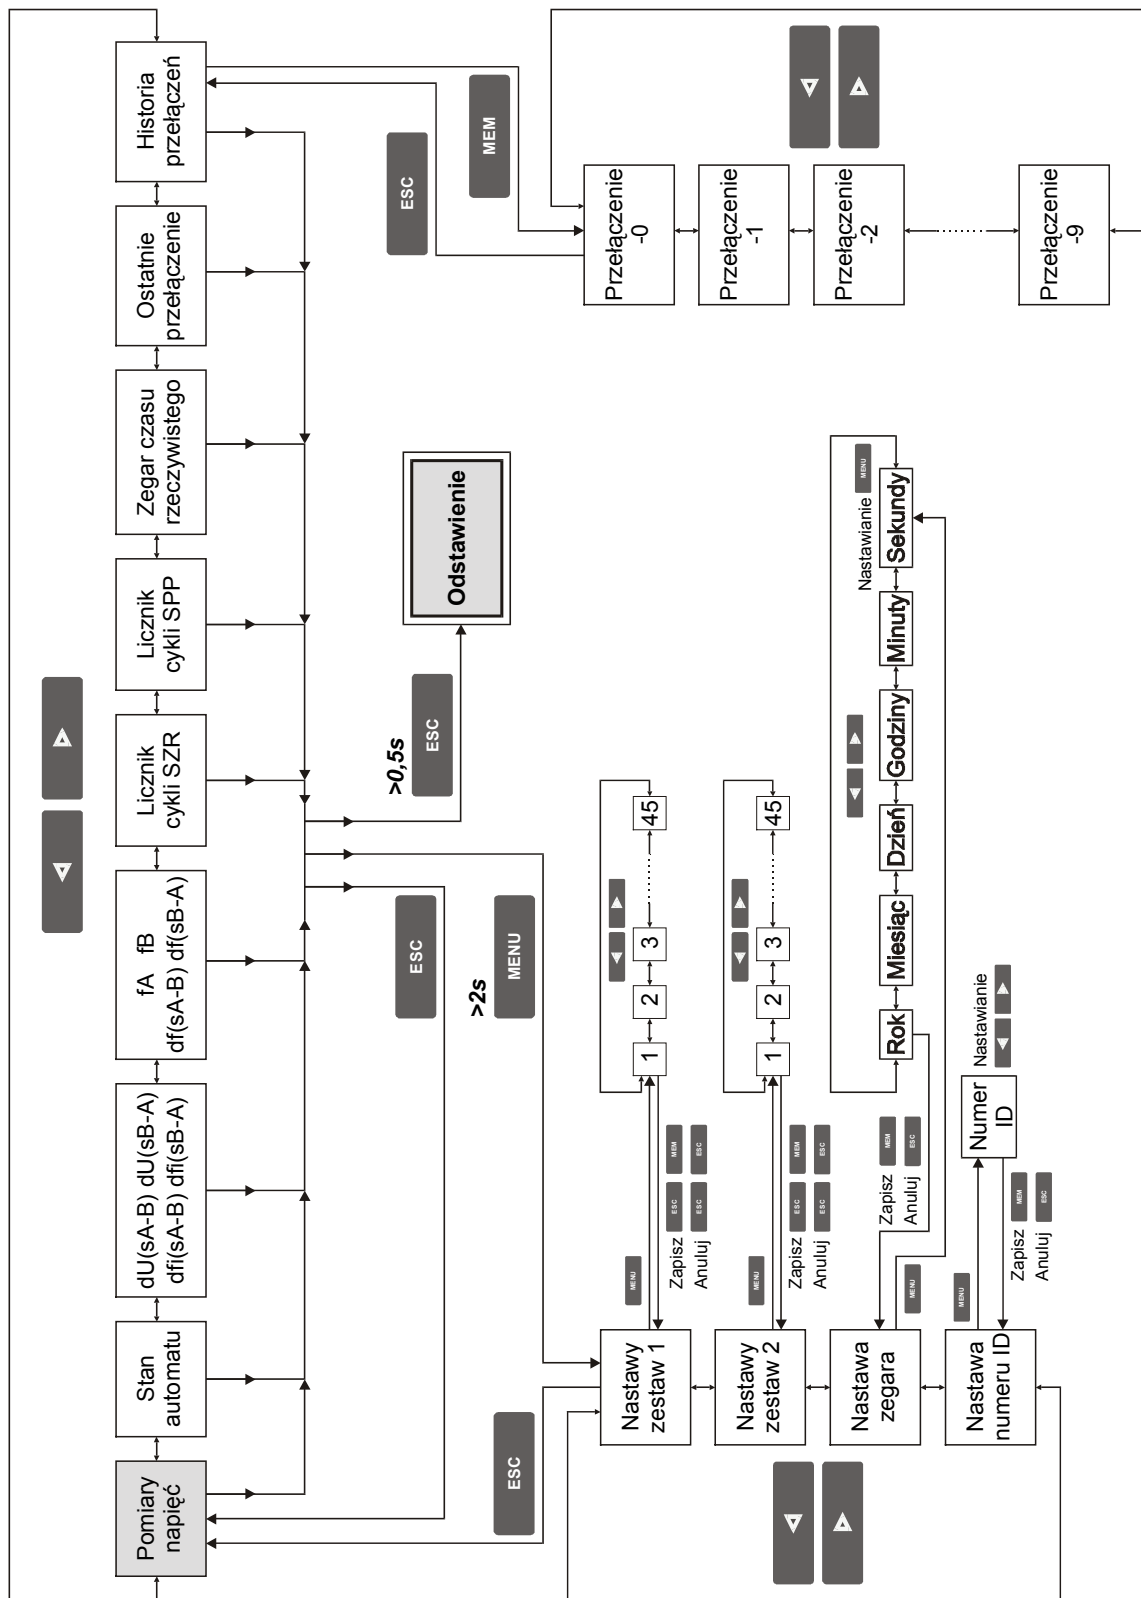 Pomiary
napięć
Stan
automatu
dU(sA-B) dU(sB-A)
dfi(sA-B) dfi(sB-A)
fA fB
df(sA-B) df(sB-A)
Licznik
cykli SZR
Licznik
cykli SPP
Zegar czasu
rzeczywistego
Ostatnie
przełączenie
Historia
przełączeń
ESC
ESC
>2s
MENU
>0,5s
ESC
Odstawienie
ESC
MEM
Nastawy
zestaw 1
MENU
Zapisz ESC MEM
Anuluj ESC ESC
1
2
3
45
Nastawy
zestaw 2
MENU
Zapisz ESC MEM
Anuluj ESC ESC
1
2
3
45
Nastawa
zegara
MENU
Zapisz MEM
Anuluj ESC
Nastawianie MENU
Rok
Miesiąc
Dzień
Godziny
Minuty
Sekundy
Nastawa
numeru ID
MENU
Zapisz MEM
Anuluj ESC
Numer
ID
Nastawianie
Przełączenie
-0
Przełączenie
-1
Przełączenie
-2
Przełączenie
-9